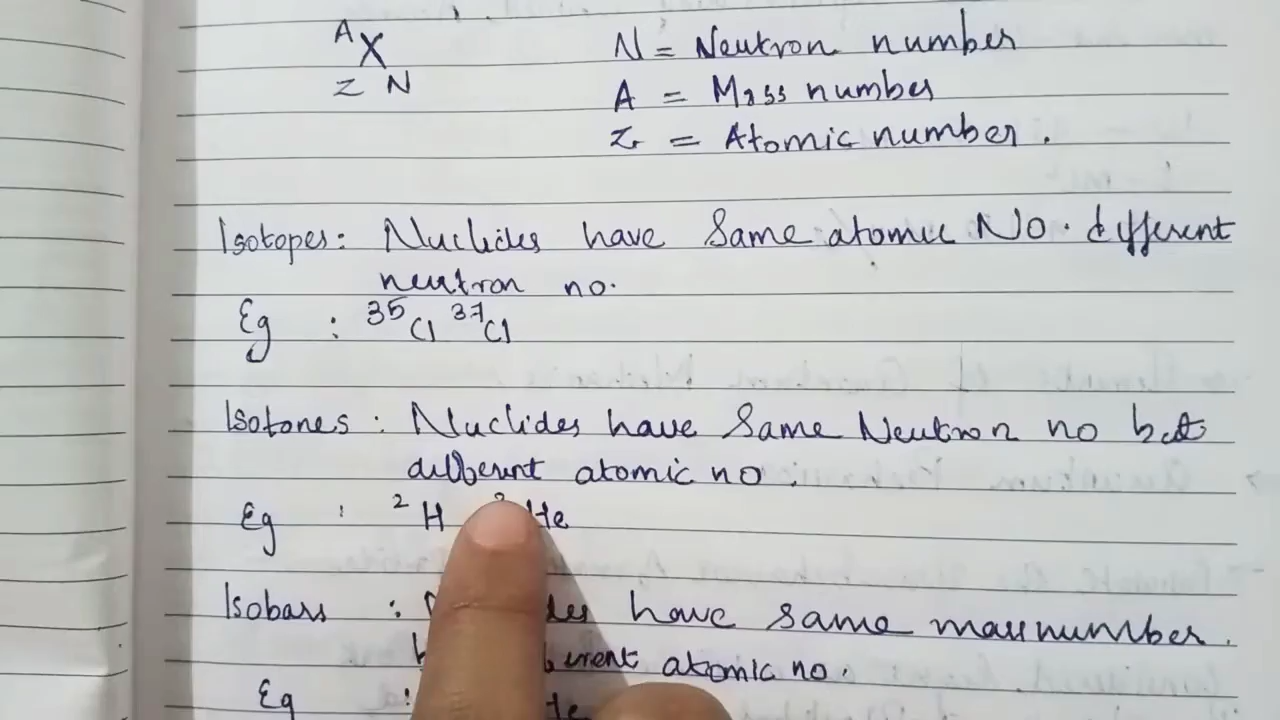 A X N = Neutron number
Z N A = Mass number
Z = Atomic number.
Isotopes: Nuclides have Same atomic No. different
neutron no.
Eg : 35Cl 37Cl
Isotones : Nuclides have Same Neutron no but
different atomic no.
Eg : 2H He
Isobars : have same mass number.
atomic no.
Eg :